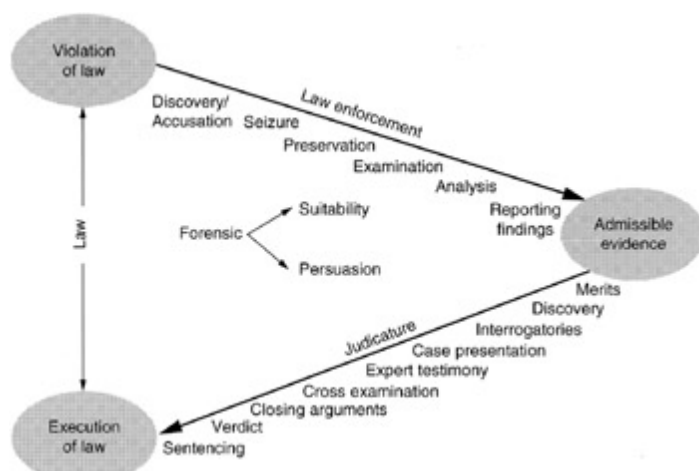 Violation
of law
Law enforcement
Discovery/
Accusation
Seizure
Preservation
Examination
Analysis
Reporting
findings
Admissible
evidence
Law
Forensic
Suitability
Persuasion
Merits
Discovery
Interrogatories
Judicature
Case presentation
Expert testimony
Cross examination
Closing arguments
Verdict
Sentencing
Execution
of law